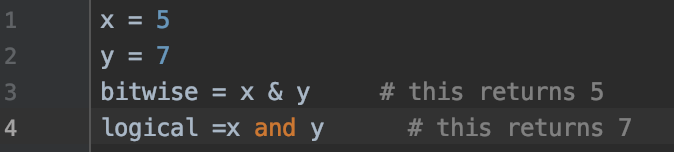 1 x = 5
2 y = 7
3 bitwise = x & y # this returns 5
4 logical =x and y # this returns 7